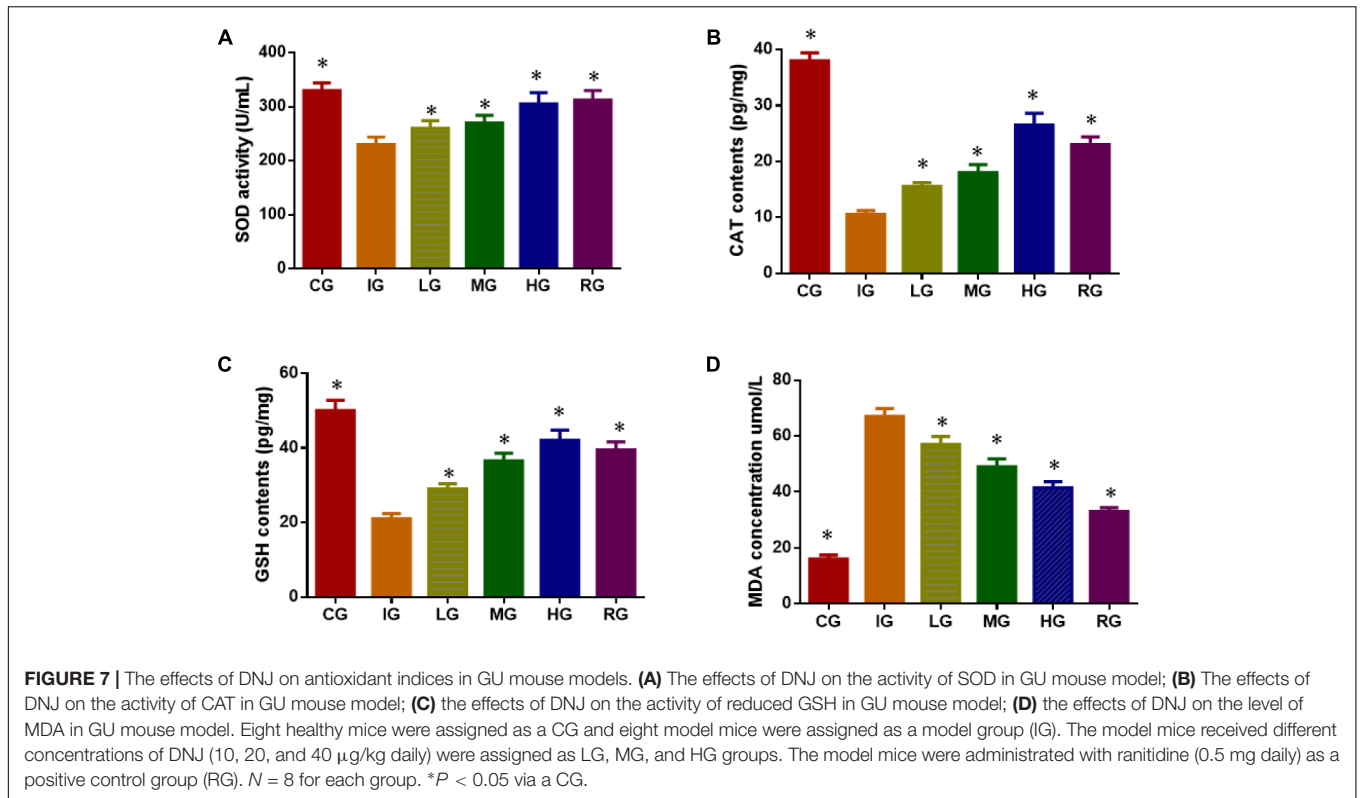 A
SOD activity (U/mL)
400
300
200
100
0
*
*
*
*
*
CG IG LG MG HG RG
B
CAT contents (pg/mg)
40
30
20
10
0
*
*
*
*
*
CG IG LG MG HG RG
C
GSH contents (pg/mg)
60
40
20
0
*
*
*
*
*
CG IG LG MG HG RG
D
MDA concentration umol/L
80
60
40
20
0
*
*
*
*
*
CG IG LG MG HG RG
FIGURE 7 | The effects of DNJ on antioxidant indices in GU mouse models. (A) The effects of DNJ on the activity of SOD in GU mouse model; (B) The effects of
DNJ on the activity of CAT in GU mouse model; (C) the effects of DNJ on the activity of reduced GSH in GU mouse model; (D) the effects of DNJ on the level of
MDA in GU mouse model. Eight healthy mice were assigned as a CG and eight model mice were assigned as a model group (IG). The model mice received different
concentrations of DNJ (10, 20, and 40 μg/kg daily) were assigned as LG, MG, and HG groups. The model mice were administrated with ranitidine (0.5 mg daily) as a
positive control group (RG). N = 8 for each group. *P < 0.05 via a CG.